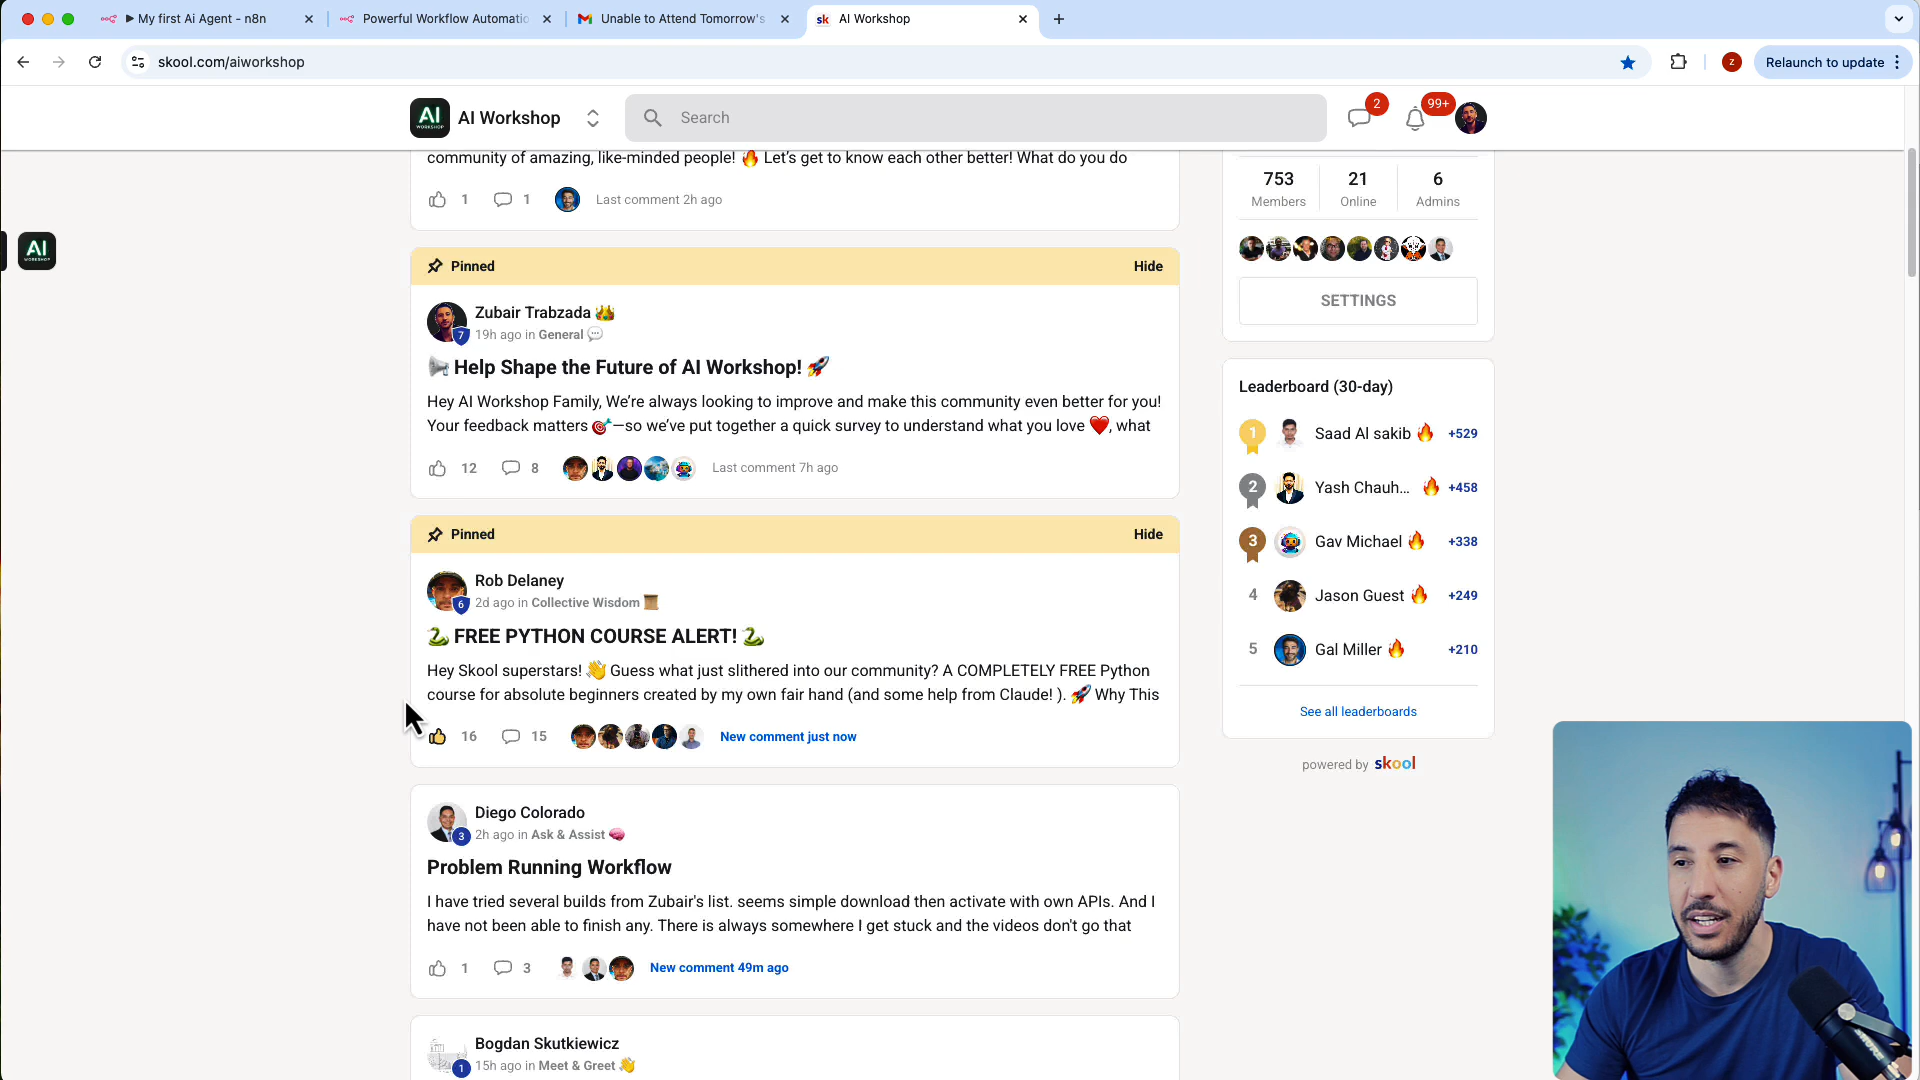 My first Ai Agent - n8n
Powerful Workflow Automatio
Unable to Attend Tomorrow's
sk AI Workshop
skool.com/aiworkshop
z
Relaunch to update
AI
WORKSHOP
AI Workshop
Search
2
99+
community of amazing, like-minded people! 🔥 Let's get to know each other better! What do you do
1
1
Last comment 2h ago
AI
WORKSHOP
Pinned
Hide
Zubair Trabzada
7
19h ago in General
📢 Help Shape the Future of AI Workshop! 🚀
Hey AI Workshop Family, We're always looking to improve and make this community even better for you!
Your feedback matters 🎯—so we've put together a quick survey to understand what you love ❤️, what
12
8
Last comment 7h ago
Pinned
Hide
Rob Delaney
6
2d ago in Collective Wisdom
🐍 FREE PYTHON COURSE ALERT! 🐍
Hey Skool superstars! 👋 Guess what just slithered into our community? A COMPLETELY FREE Python
course for absolute beginners created by my own fair hand (and some help from Claude! ). 🚀 Why This
16
15
New comment just now
Diego Colorado
3
2h ago in Ask & Assist
Problem Running Workflow
I have tried several builds from Zubair's list. seems simple download then activate with own APIs. And I
have not been able to finish any. There is always somewhere I get stuck and the videos don't go that
1
3
New comment 49m ago
Bogdan Skutkiewicz
1
15h ago in Meet & Greet
753
Members
21
Online
6
Admins
SETTINGS
Leaderboard (30-day)
1 Saad Al sakib 🔥 +529
2 Yash Chauh... 🔥 +458
3 Gav Michael 🔥 +338
4 Jason Guest 🔥 +249
5 Gal Miller 🔥 +210
See all leaderboards
powered by skool